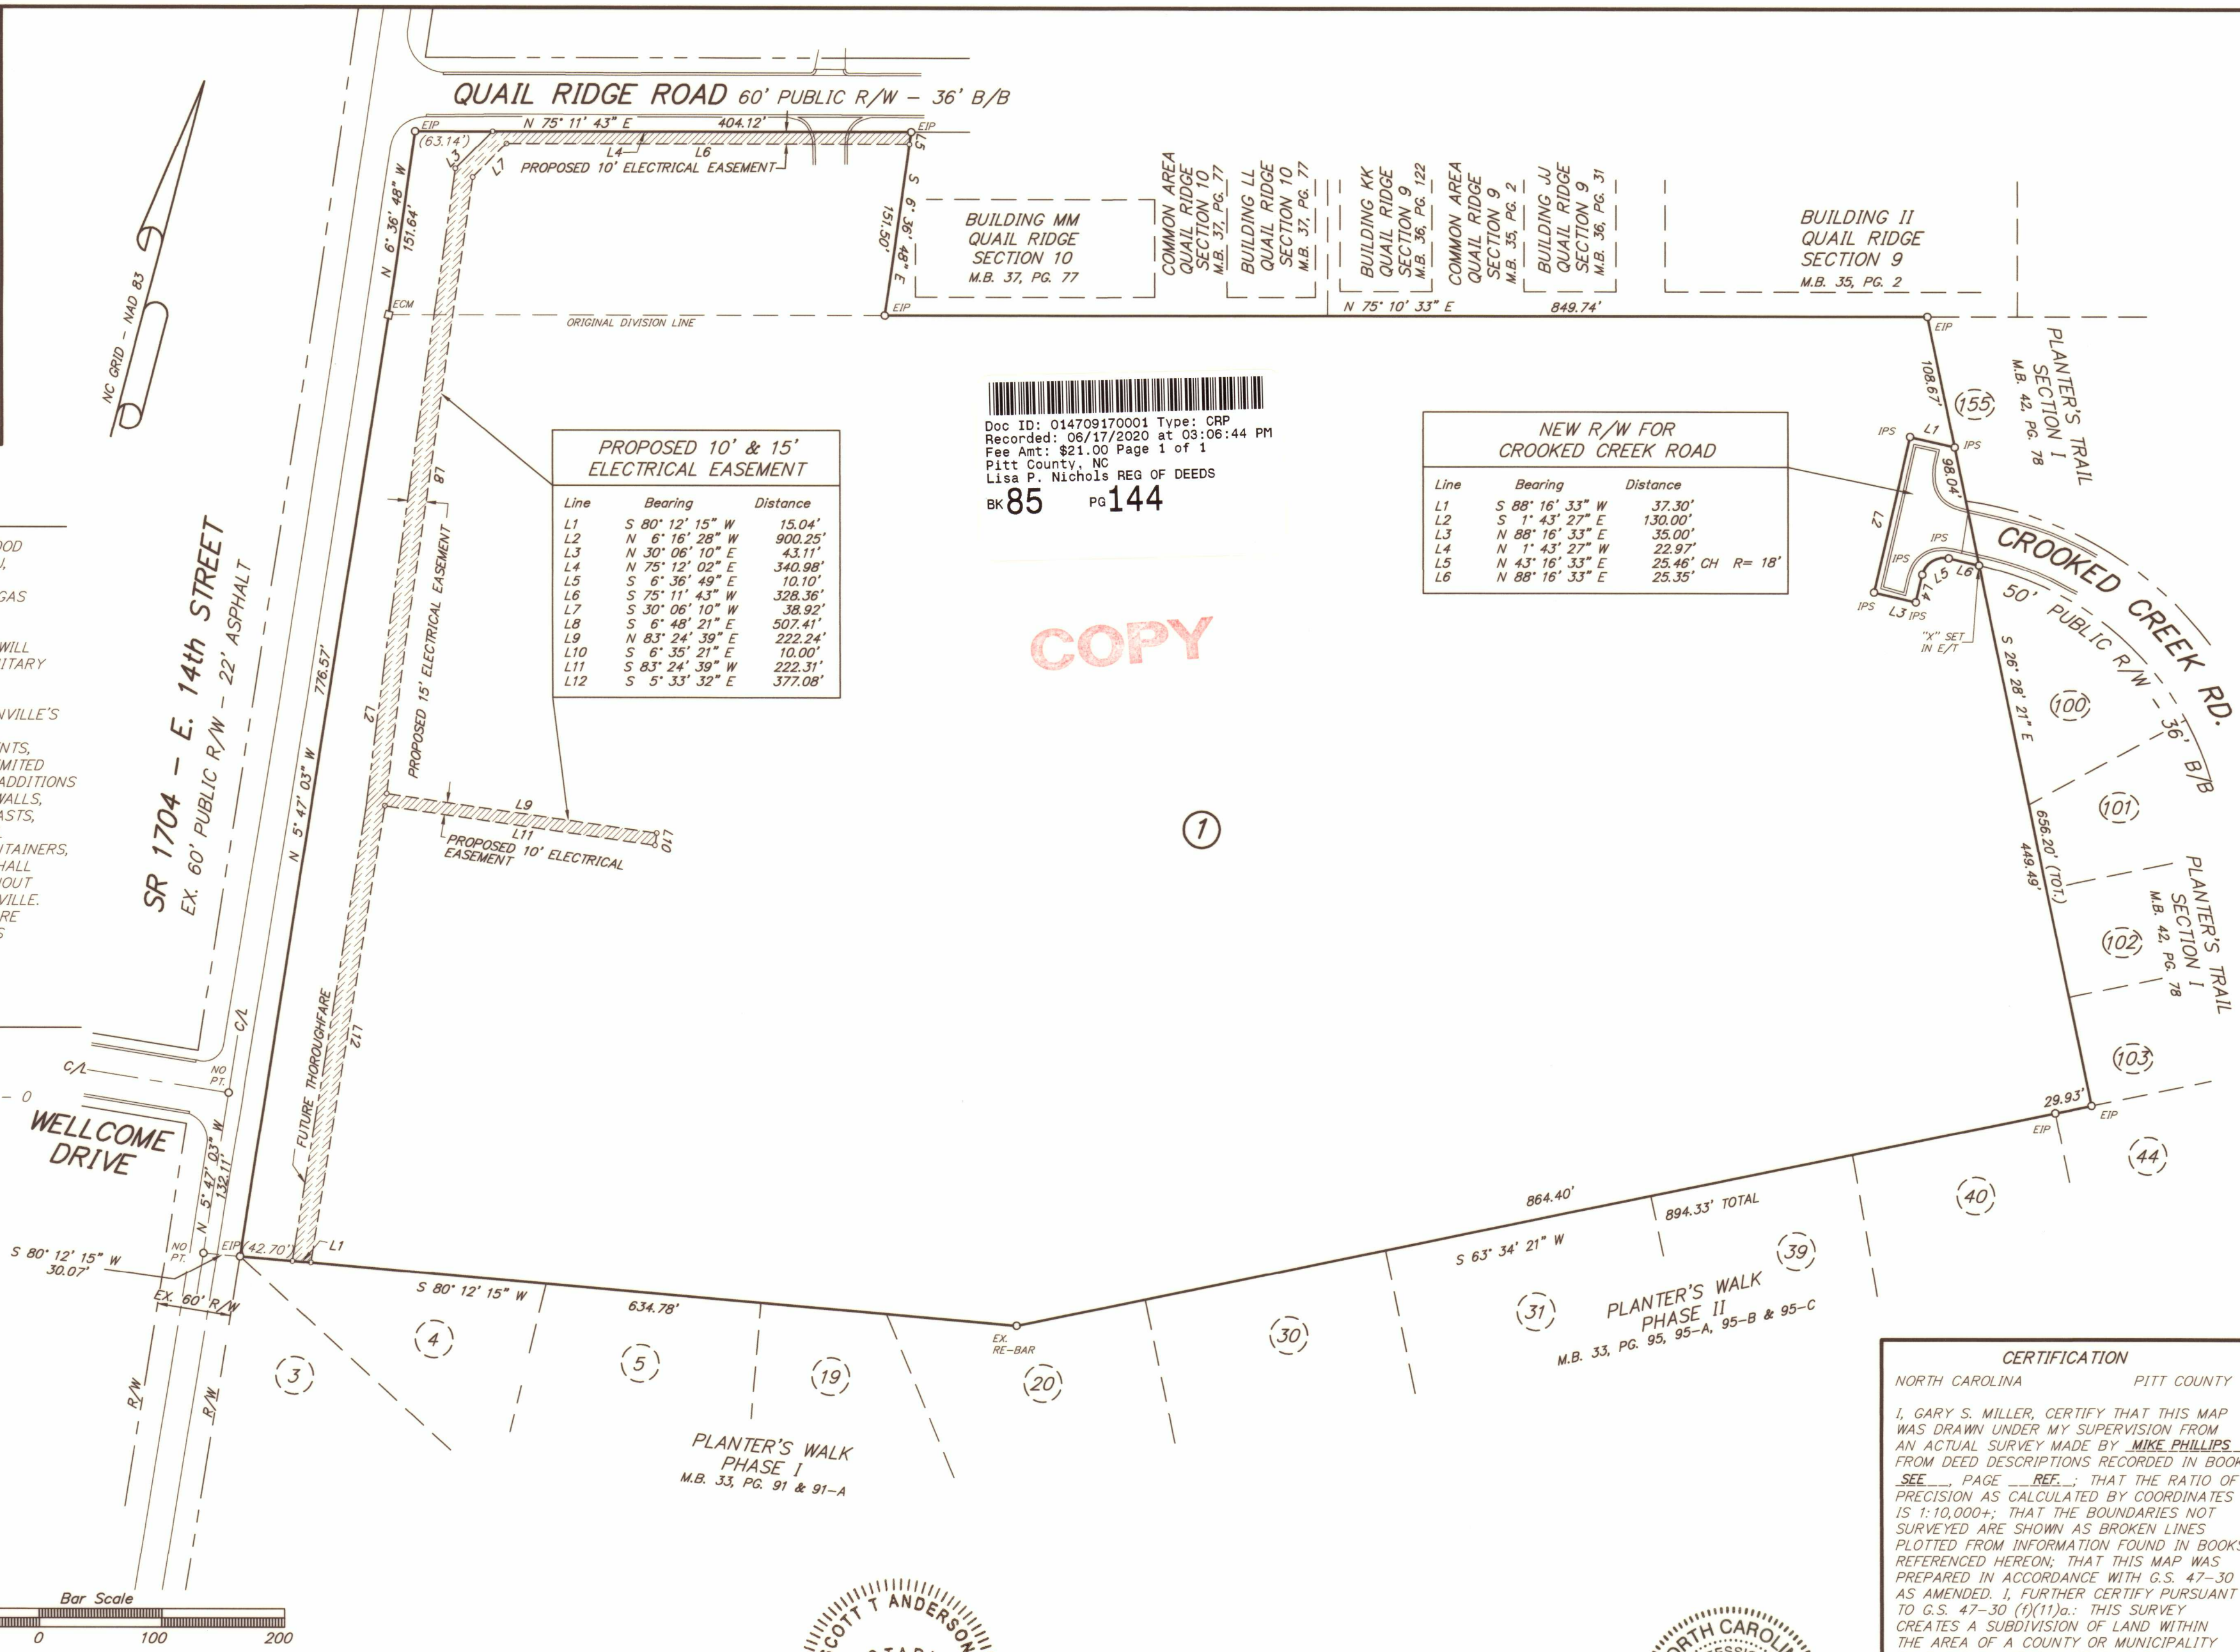 QUAIL RIDGE ROAD 60' PUBLIC R/W - 36' B/B
EIP
N 75° 11' 43" E
404.12'
EIP
(63.14')
L3
L7
L4
L6
L5
PROPOSED 10' ELECTRICAL EASEMENT
N 6° 36' 48" W
151.64'
S 6° 36' 48" E
151.50'
NC GRID - NAD 83
ECM
ORIGINAL DIVISION LINE
EIP
BUILDING MM
QUAIL RIDGE
SECTION 10
M.B. 37, PG. 77
COMMON AREA
QUAIL RIDGE
SECTION 10
M.B. 37, PG. 77
BUILDING LL
QUAIL RIDGE
SECTION 10
M.B. 37, PG. 77
BUILDING KK
QUAIL RIDGE
SECTION 9
M.B. 36, PG. 122
COMMON AREA
QUAIL RIDGE
SECTION 9
M.B. 35, PG. 2
BUILDING JJ
QUAIL RIDGE
SECTION 9
M.B. 36, PG. 31
BUILDING II
QUAIL RIDGE
SECTION 9
M.B. 35, PG. 2
N 75° 10' 33" E
849.74'
EIP
PLANTER'S TRAIL
SECTION I
M.B. 42, PG. 78
108.67'
155
Doc ID: 014709170001 Type: CRP
Recorded: 06/17/2020 at 03:06:44 PM
Fee Amt: $21.00 Page 1 of 1
Pitt County, NC
Lisa P. Nichols REG OF DEEDS
BK 85 PG 144
COPY
PROPOSED 10' & 15'
ELECTRICAL EASEMENT
Line Bearing Distance
L1 S 80° 12' 15" W 15.04'
L2 N 6° 16' 28" W 900.25'
L3 N 30° 06' 10" E 43.11'
L4 N 75° 12' 02" E 340.98'
L5 S 6° 36' 49" E 10.10'
L6 S 75° 11' 43" W 328.36'
L7 S 30° 06' 10" W 38.92'
L8 S 6° 48' 21" E 507.41'
L9 N 83° 24' 39" E 222.24'
L10 S 6° 35' 21" E 10.00'
L11 S 83° 24' 39" W 222.31'
L12 S 5° 33' 32" E 377.08'
NEW R/W FOR
CROOKED CREEK ROAD
Line Bearing Distance
L1 S 88° 16' 33" W 37.30'
L2 S 1° 43' 27" E 130.00'
L3 N 88° 16' 33" E 35.00'
L4 N 1° 43' 27" W 22.97'
L5 N 43° 16' 33" E 25.46' CH R= 18'
L6 N 88° 16' 33" E 25.35'
IPS
L1
IPS
98.04'
L2
IPS
IPS
L5
L6
L4
IPS
L3
IPS
"X" SET
IN E/T
CROOKED CREEK RD.
50' PUBLIC R/W - 36' B/B
S 26° 28' 21" E
100
101
656.20' (TOT.)
449.49'
102
PLANTER'S TRAIL
SECTION I
M.B. 42, PG. 78
103
29.93'
EIP
EIP
44
L8
PROPOSED 15' ELECTRICAL EASEMENT
L2
SR 1704 - E. 14th STREET
EX. 60' PUBLIC R/W - 22' ASPHALT
776.57'
N 5° 47' 03" W
L9
L11
L10
PROPOSED 10' ELECTRICAL
EASEMENT
1
OOD
GAS
WILL
ITARY
NVILLE'S
NTS,
MITED
ADDITIONS
WALLS,
ASTS,
NTAINERS,
HALL
HOUT
VILLE.
RE
S
- 0
FUTURE THOROUGHFARE
L12
C/L
C/L
NO
PT.
WELLCOME
DRIVE
N 5° 47' 03" W
132.11'
S 80° 12' 15" W
30.07'
NO
PT.
EIP
(42.70')
L1
EX. 60' R/W
R/W
R/W
S 80° 12' 15" W
634.78'
3
4
5
19
EX.
RE-BAR
20
30
31
39
40
864.40'
894.33' TOTAL
S 63° 34' 21" W
PLANTER'S WALK
PHASE II
M.B. 33, PG. 95, 95-A, 95-B & 95-C
PLANTER'S WALK
PHASE I
M.B. 33, PG. 91 & 91-A
Bar Scale
0 100 200
SCOTT T ANDERSON
NORTH CAROLINA
CERTIFICATION
NORTH CAROLINA PITT COUNTY
I, GARY S. MILLER, CERTIFY THAT THIS MAP
WAS DRAWN UNDER MY SUPERVISION FROM
AN ACTUAL SURVEY MADE BY MIKE PHILLIPS
FROM DEED DESCRIPTIONS RECORDED IN BOOK
SEE, PAGE REF.; THAT THE RATIO OF
PRECISION AS CALCULATED BY COORDINATES
IS 1:10,000+; THAT THE BOUNDARIES NOT
SURVEYED ARE SHOWN AS BROKEN LINES
PLOTTED FROM INFORMATION FOUND IN BOOKS
REFERENCED HEREON; THAT THIS MAP WAS
PREPARED IN ACCORDANCE WITH G.S. 47-30
AS AMENDED. I, FURTHER CERTIFY PURSUANT
TO G.S. 47-30 (f)(11)a.: THIS SURVEY
CREATES A SUBDIVISION OF LAND WITHIN
THE AREA OF A COUNTY OR MUNICIPALITY